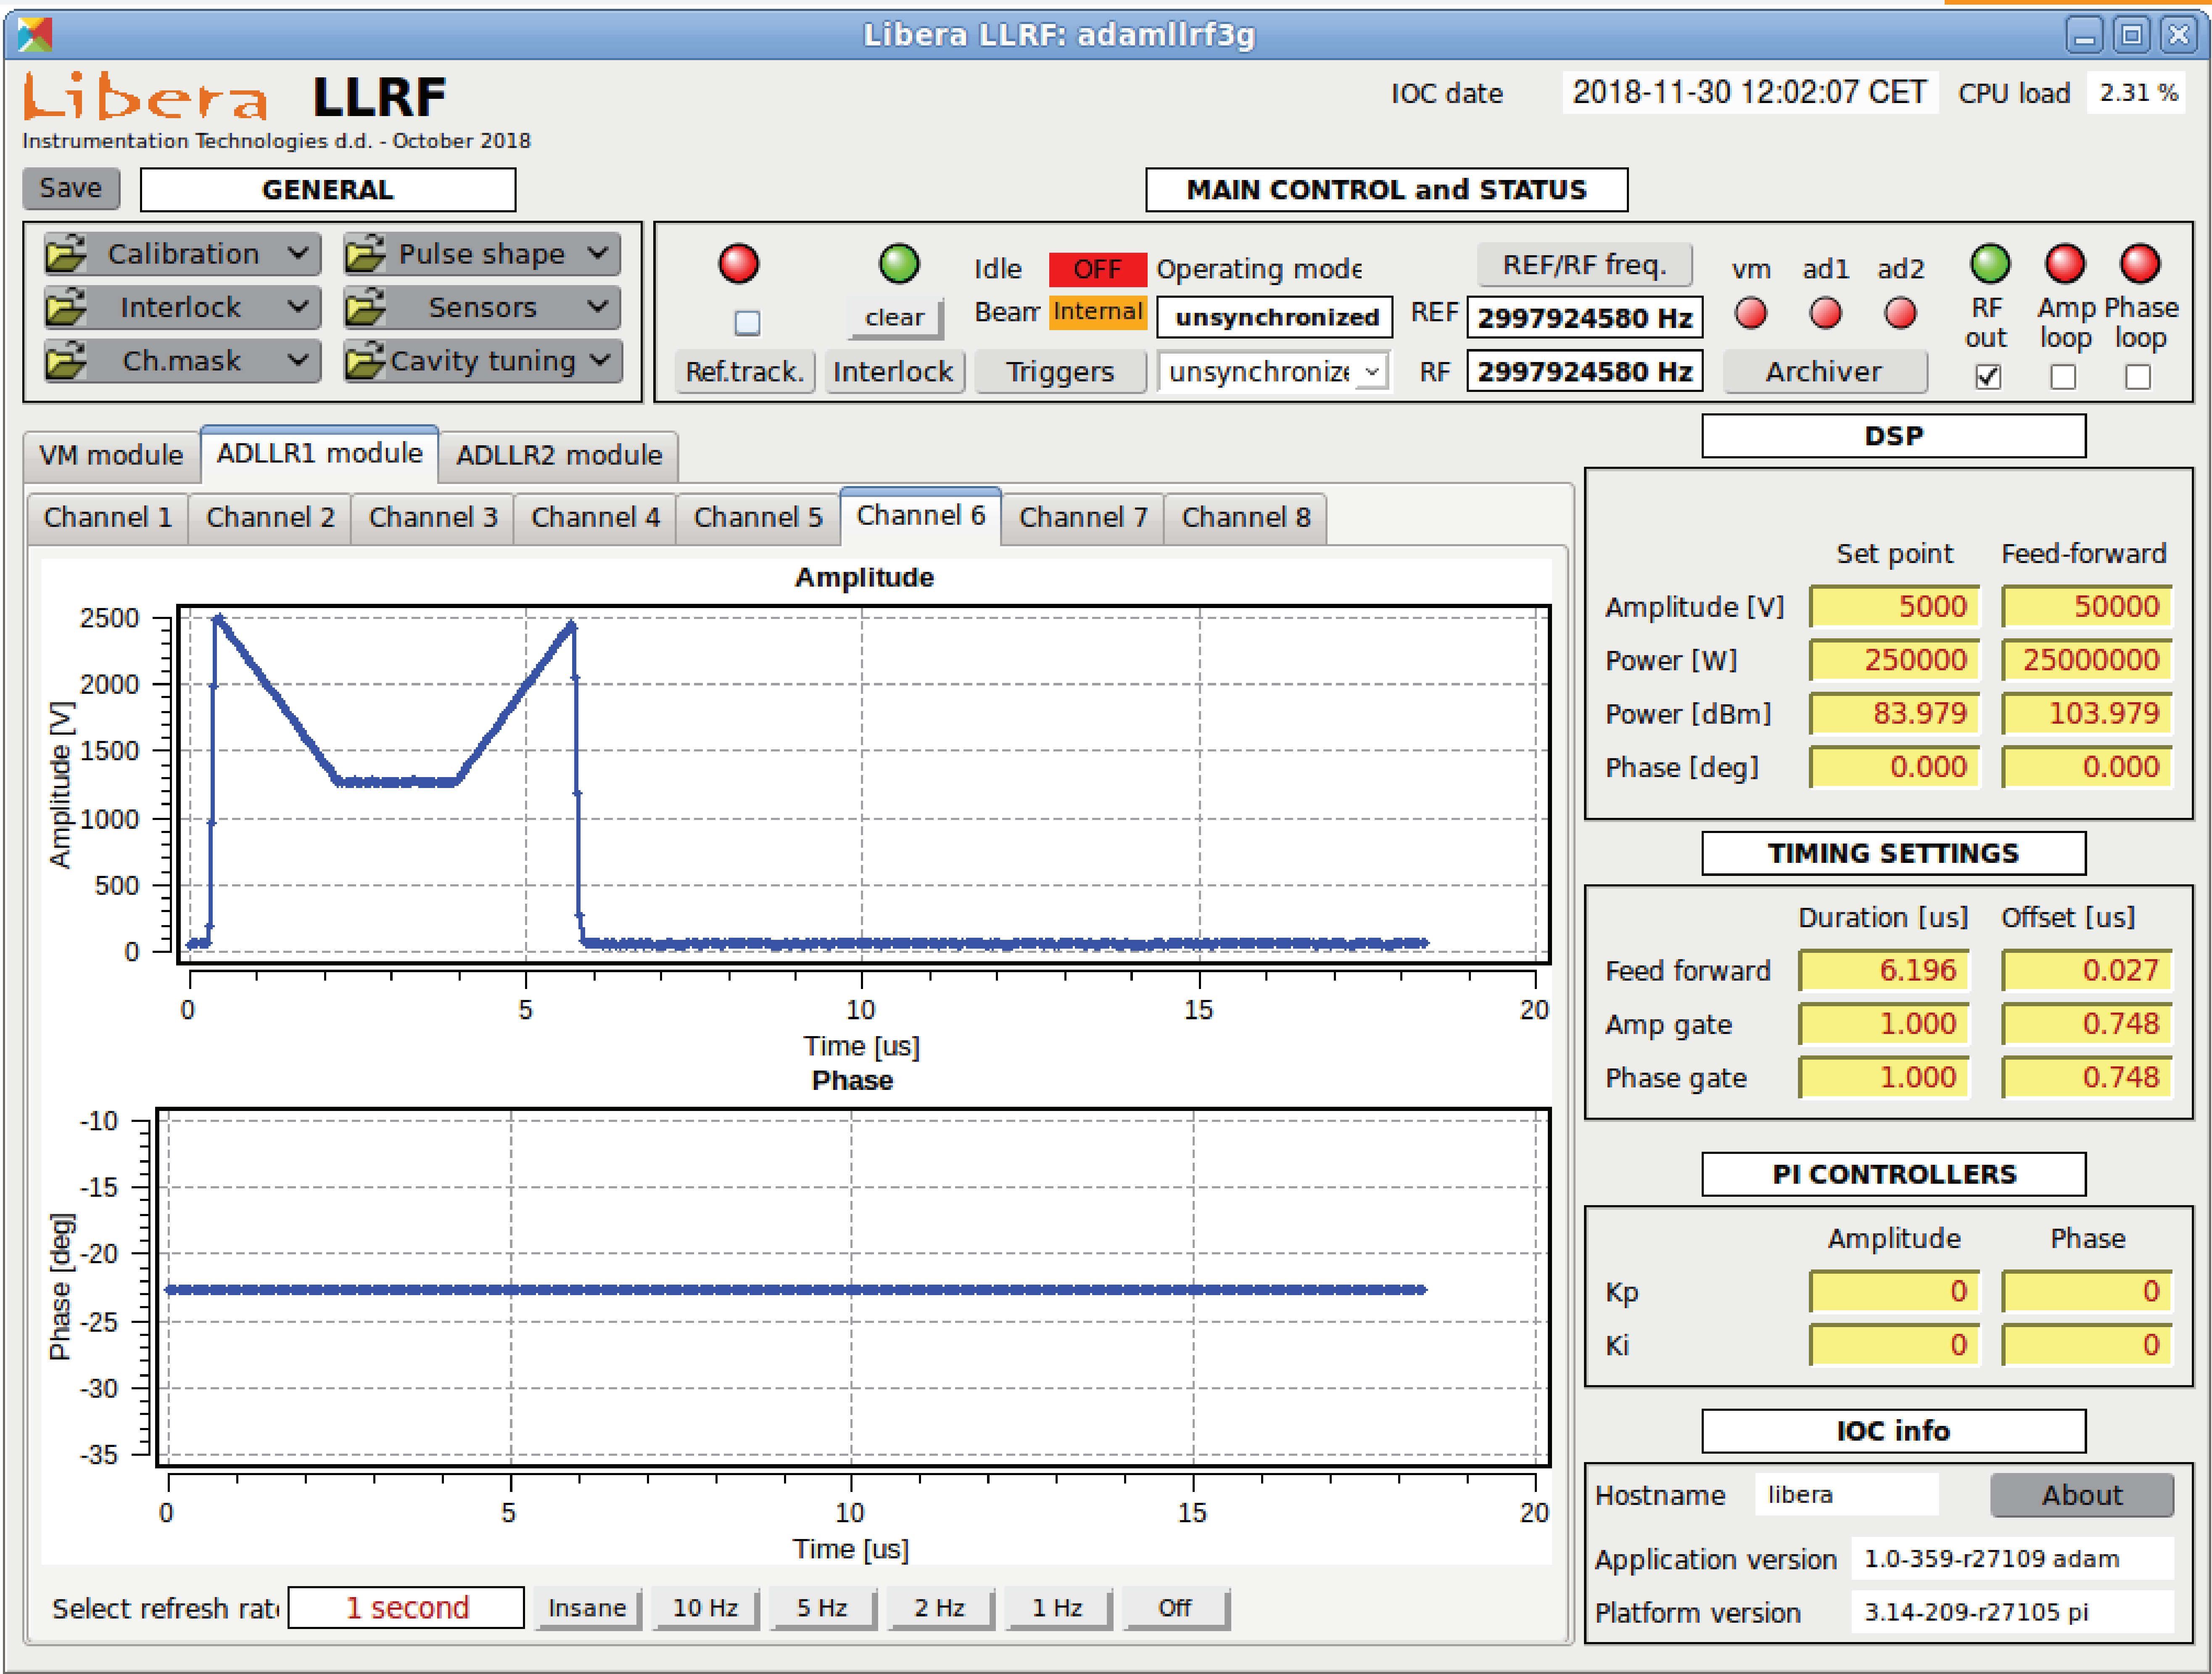 Libera LLRF: adamllrf3g
Libera LLRF
IOC date 2018-11-30 12:02:07 CET CPU load 2.31 %
Instrumentation Technologies d.d. - October 2018
Save GENERAL MAIN CONTROL and STATUS
Calibration Pulse shape
Interlock Sensors
Ch.mask Cavity tuning
Idle OFF Operating mode REF/RF freq. vm ad1 ad2
clear Beam Internal unsynchronized REF 2997924580 Hz RF out Amp loop Phase loop
Ref.track. Interlock Triggers unsynchronize RF 2997924580 Hz Archiver
VM module ADLLR1 module ADLLR2 module
Channel 1 Channel 2 Channel 3 Channel 4 Channel 5 Channel 6 Channel 7 Channel 8
Amplitude
Amplitude [V]
2500
2000
1500
1000
500
0
0 5 10 15 20
Time [us]
Phase
Phase [deg]
-10
-15
-20
-25
-30
-35
0 5 10 15 20
Time [us]
Select refresh rat 1 second Insane 10 Hz 5 Hz 2 Hz 1 Hz Off
DSP
Set point Feed-forward
Amplitude [V] 5000 50000
Power [W] 250000 25000000
Power [dBm] 83.979 103.979
Phase [deg] 0.000 0.000
TIMING SETTINGS
Duration [us] Offset [us]
Feed forward 6.196 0.027
Amp gate 1.000 0.748
Phase gate 1.000 0.748
PI CONTROLLERS
Amplitude Phase
Kp 0 0
Ki 0 0
IOC info
Hostname libera About
Application version 1.0-359-r27109 adam
Platform version 3.14-209-r27105 pi